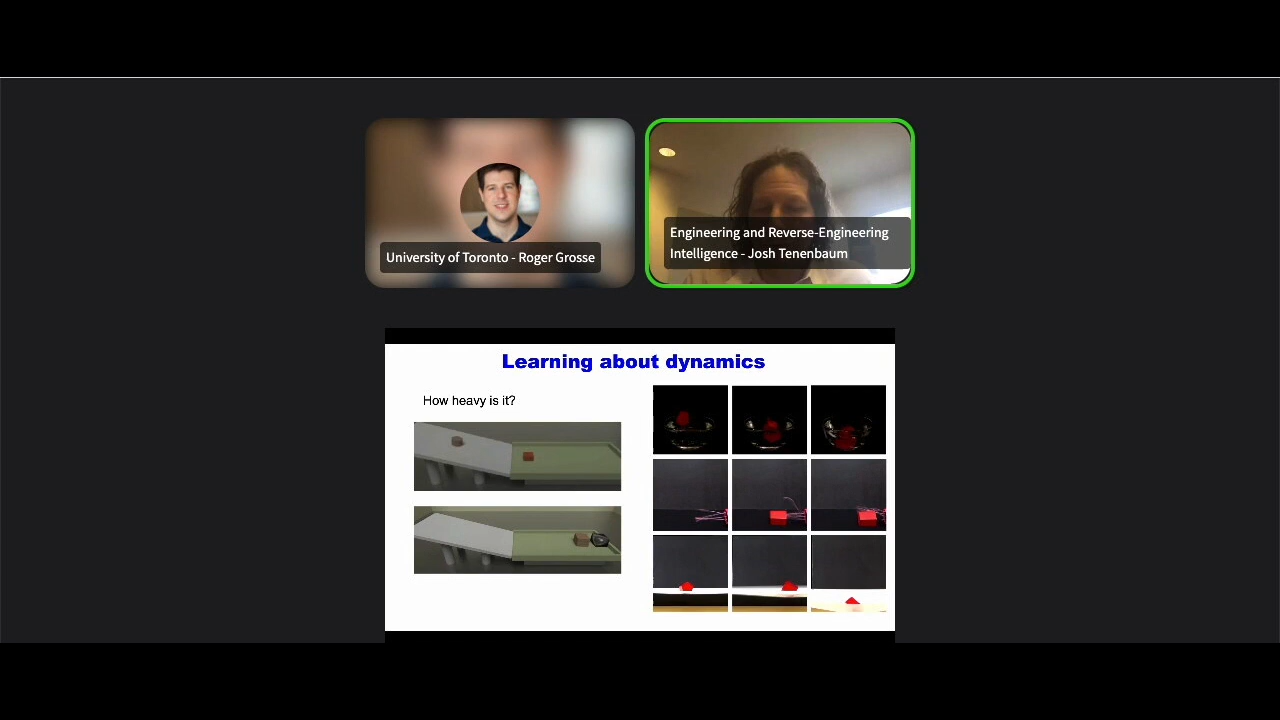 University of Toronto - Roger Grosse
Engineering and Reverse-Engineering
Intelligence - Josh Tenenbaum
Learning about dynamics
How heavy is it?